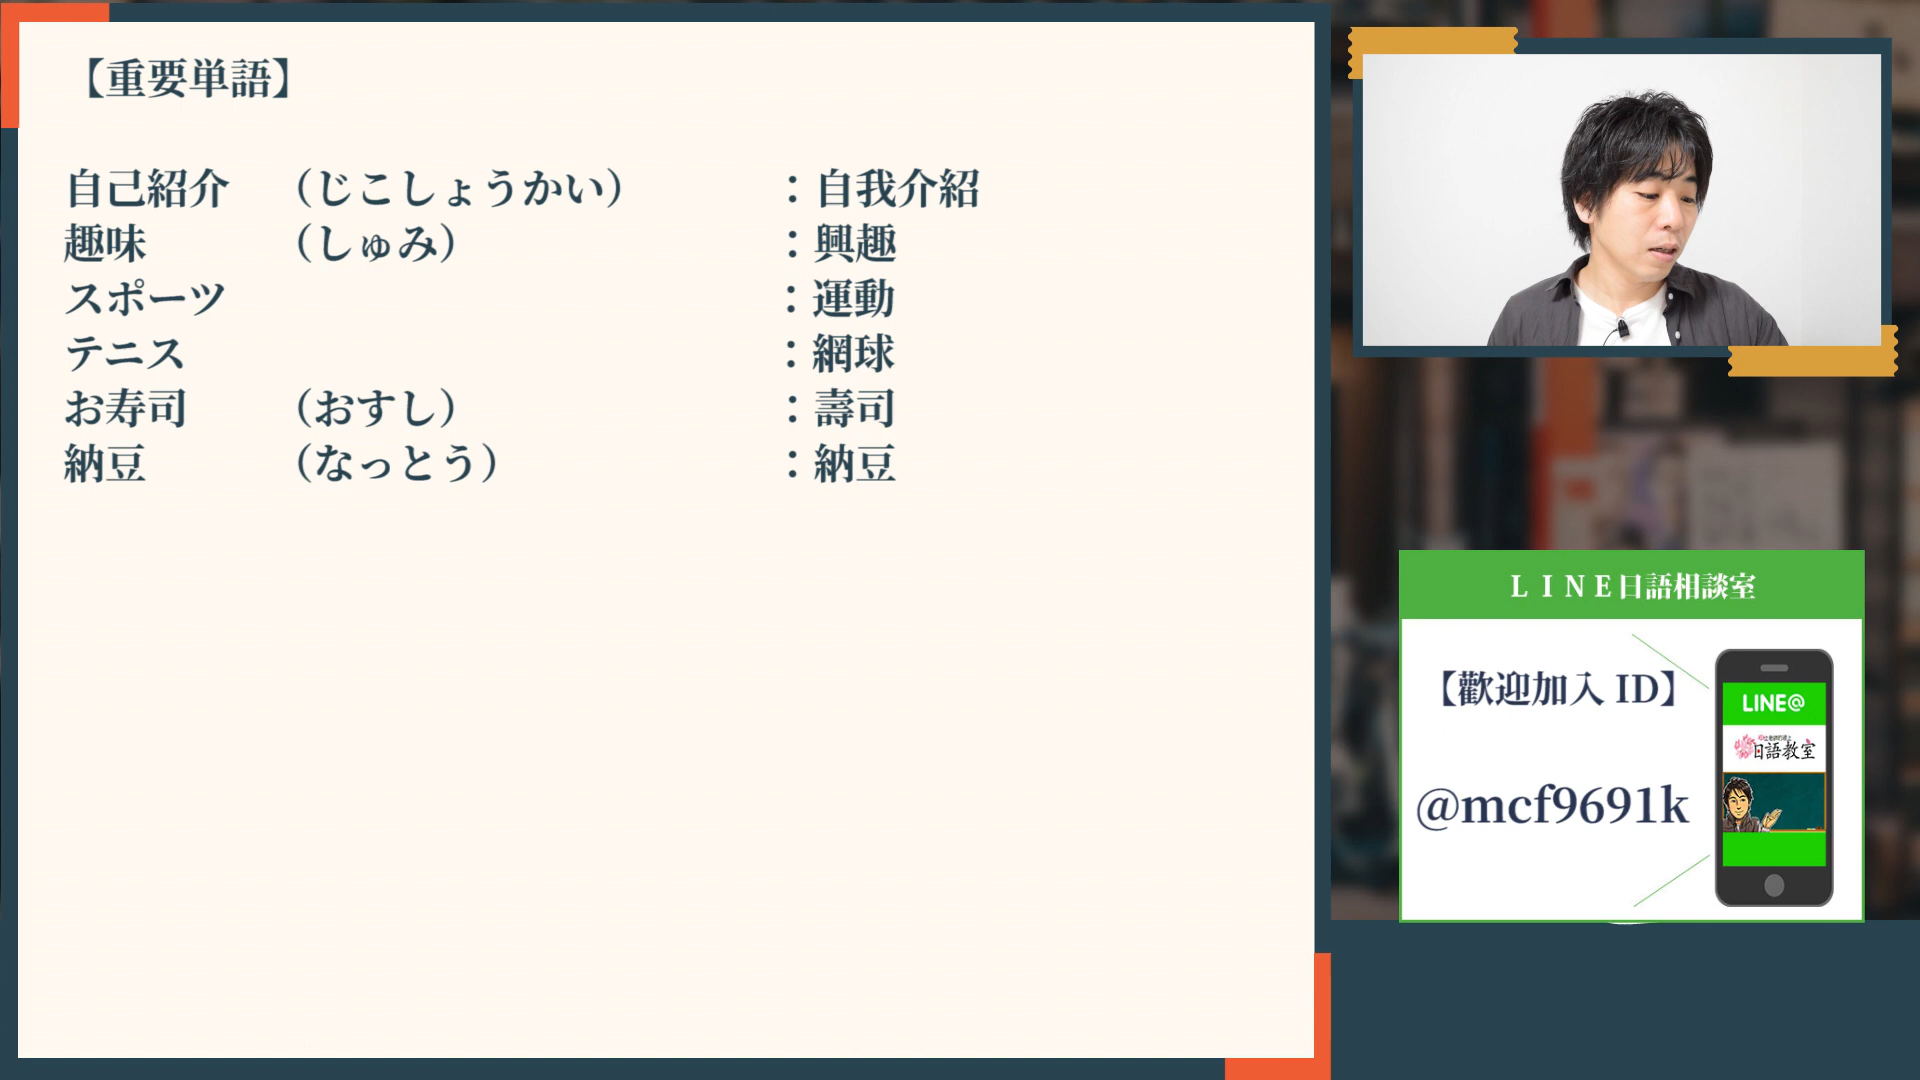 【重要単語】
自己紹介 （じこしょうかい） ：自我介紹
趣味 （しゅみ） ：興趣
スポーツ ：運動
テニス ：網球
お寿司 （おすし） ：壽司
納豆 （なっとう） ：納豆
ＬＩＮＥ日語相談室
【歡迎加入 ID】
@mcf9691k
LINE@
日語教室